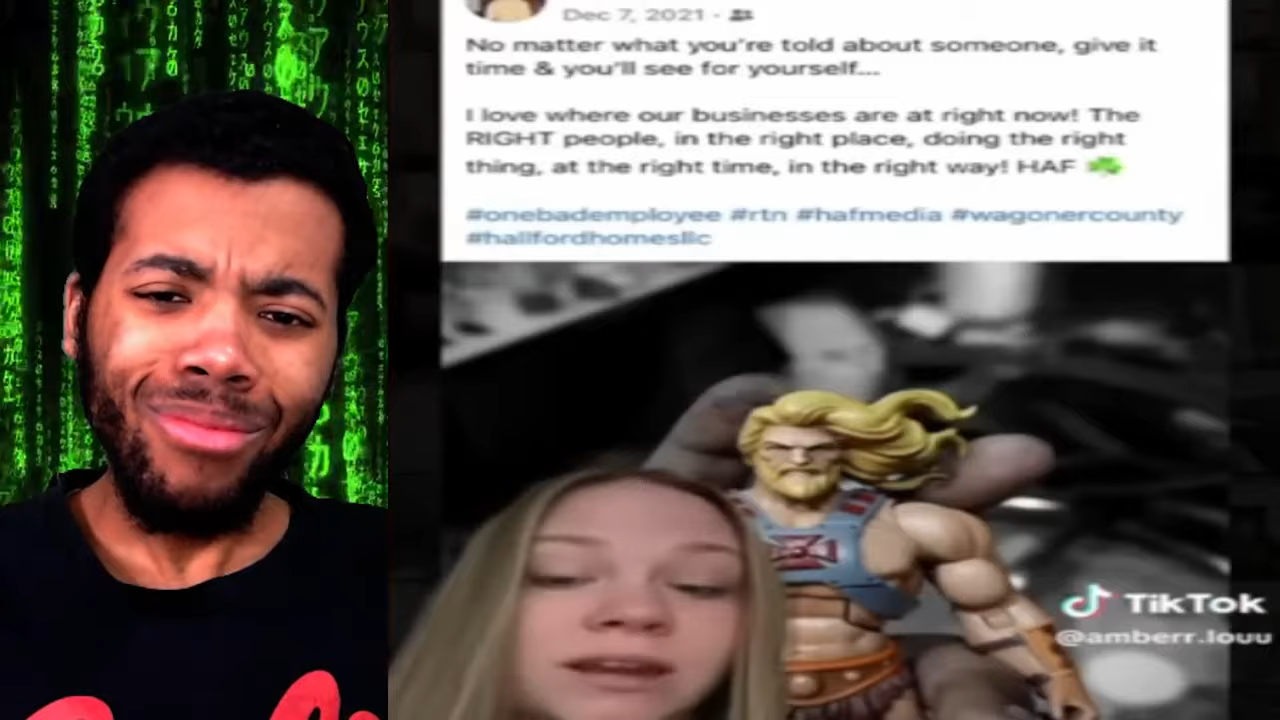 Dec 7, 2021 ·
No matter what you're told about someone, give it
time & you'll see for yourself...
I love where our businesses are at right now! The
RIGHT people, in the right place, doing the right
thing, at the right time, in the right way! HAF ☘️
#onebademployee #rtn #hafmedia #wagonercounty
#hallfordhomesllc
TikTok
@amberr.louu